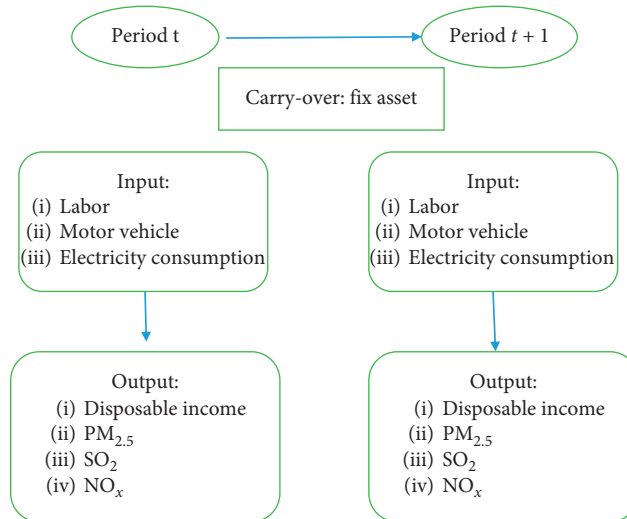 Period t
Period t + 1
Carry-over: fix asset
Input:
(i) Labor
(ii) Motor vehicle
(iii) Electricity consumption
Input:
(i) Labor
(ii) Motor vehicle
(iii) Electricity consumption
Output:
(i) Disposable income
(ii) PM₂.₅
(iii) SO₂
(iv) NOₓ
Output:
(i) Disposable income
(ii) PM₂.₅
(iii) SO₂
(iv) NOₓ